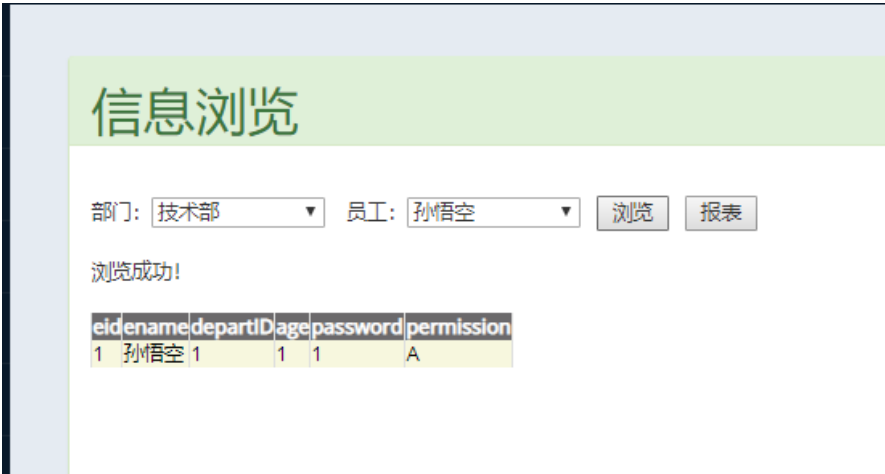 信息浏览
部门: 技术部 员工: 孙悟空 浏览 报表
浏览成功!
eid ename departID age password permission
1 孙悟空 1 1 1 A